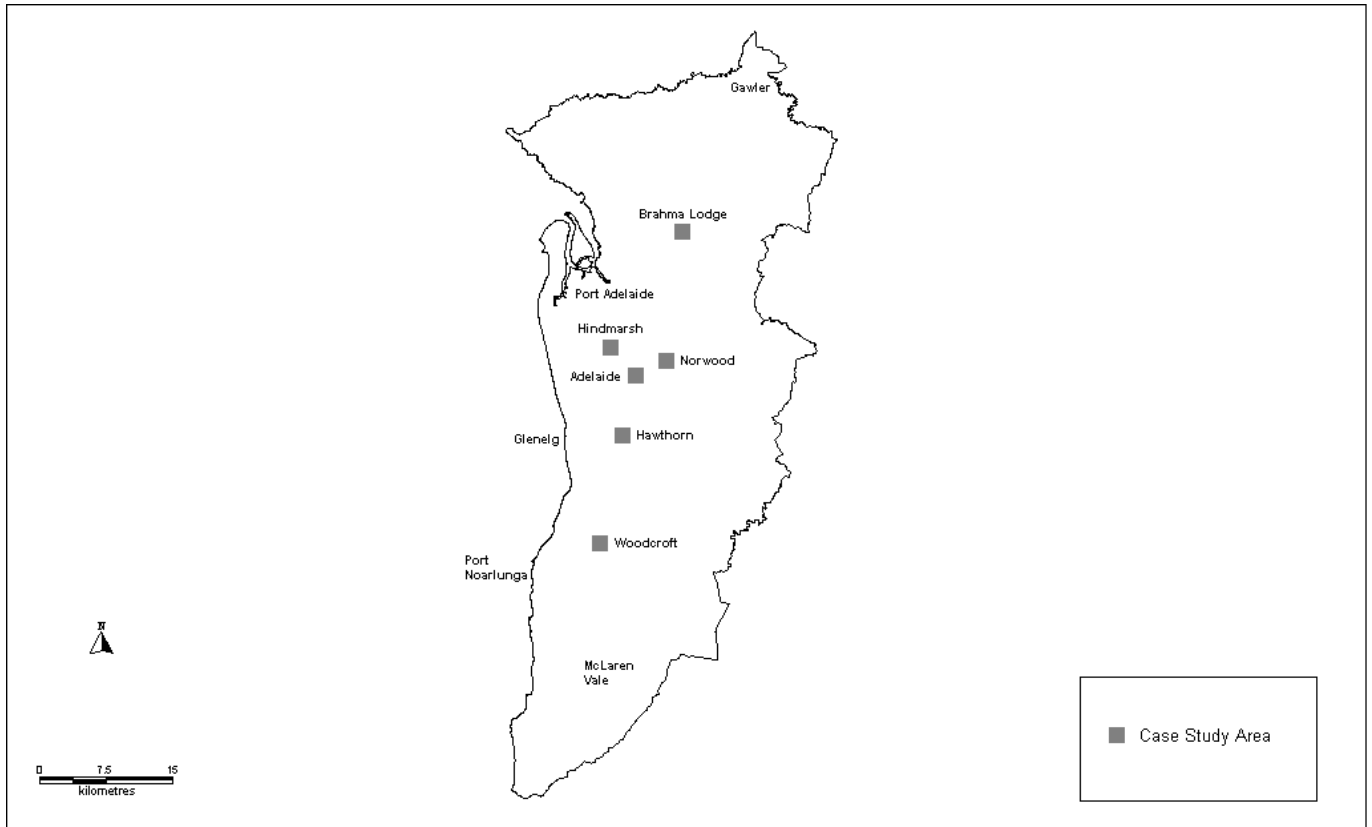 Gawler
Brahma Lodge
Port Adelaide
Hindmarsh
Norwood
Adelaide
Glenelg
Hawthorn
Woodcroft
Port
Noarlunga
N
McLaren
Vale
Case Study Area
0 7.5 15
kilometres